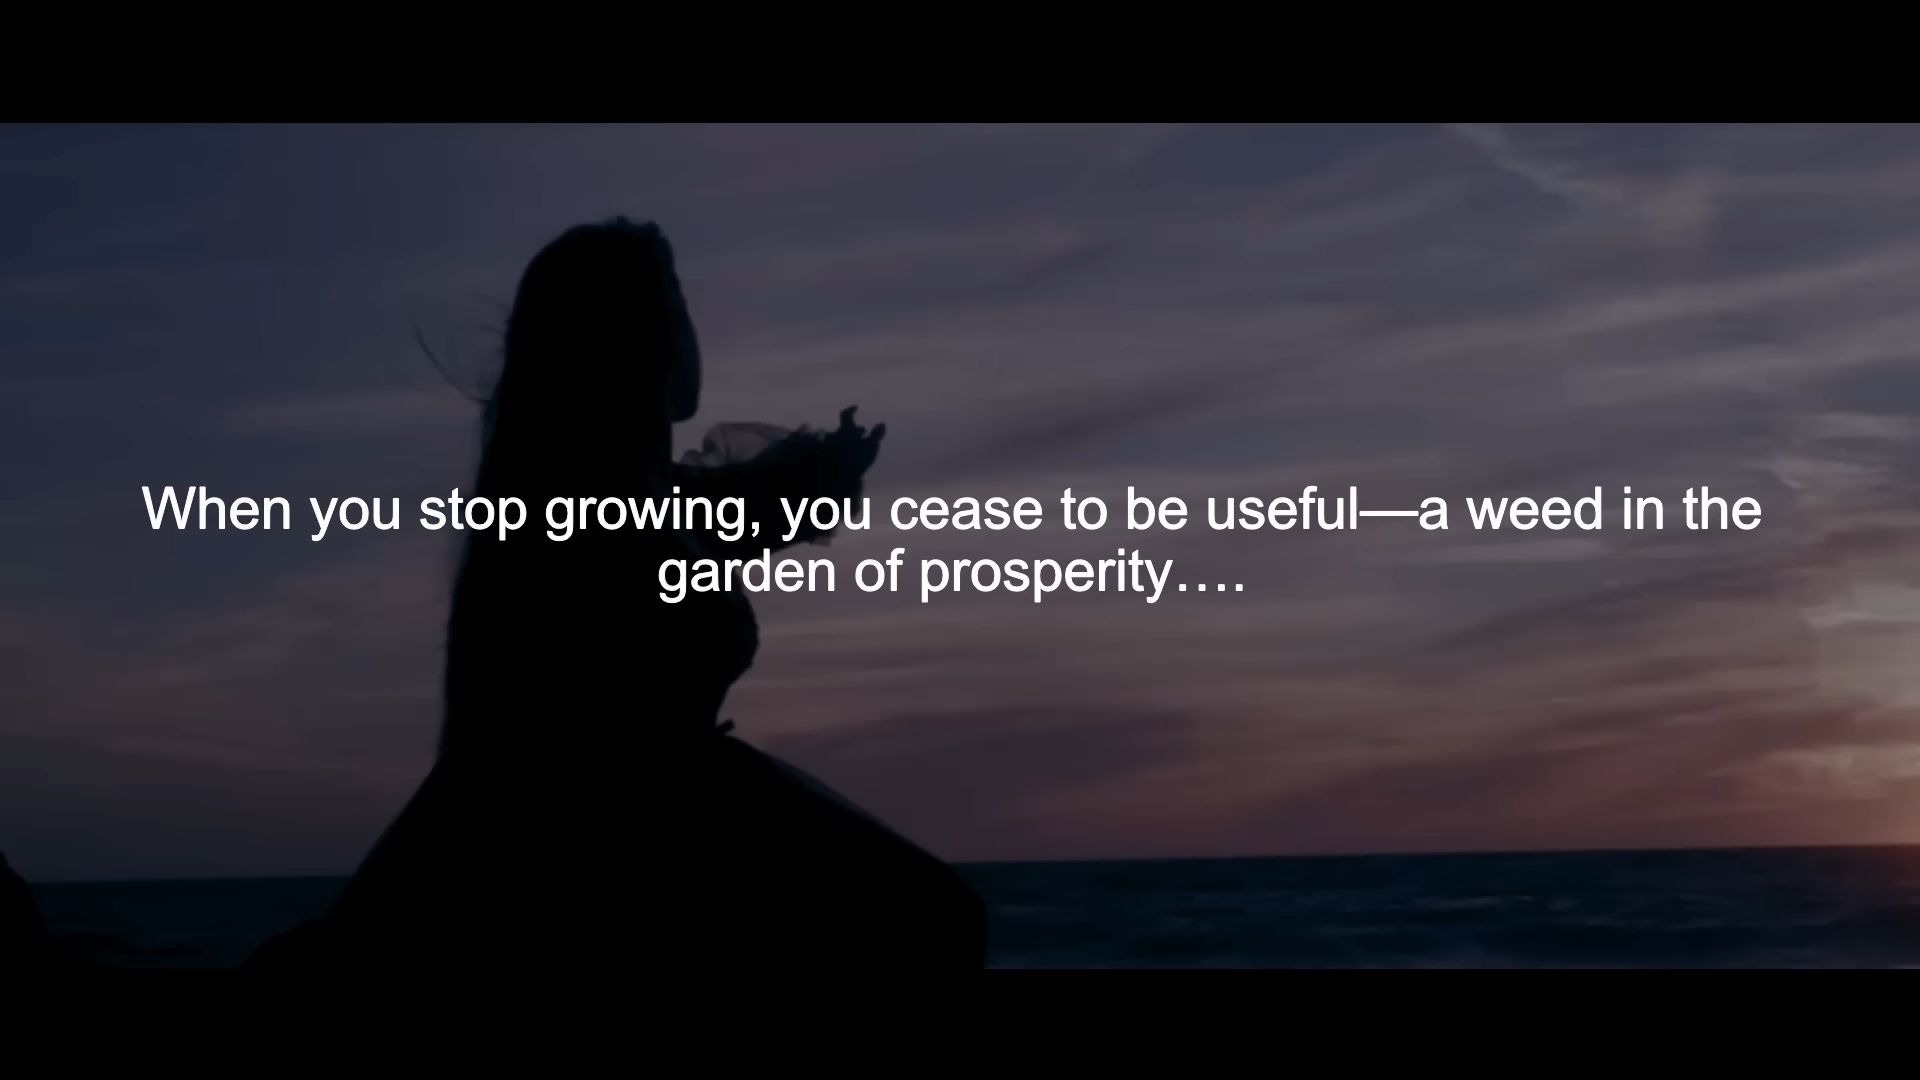 When you stop growing, you cease to be useful—a weed in the
garden of prosperity….